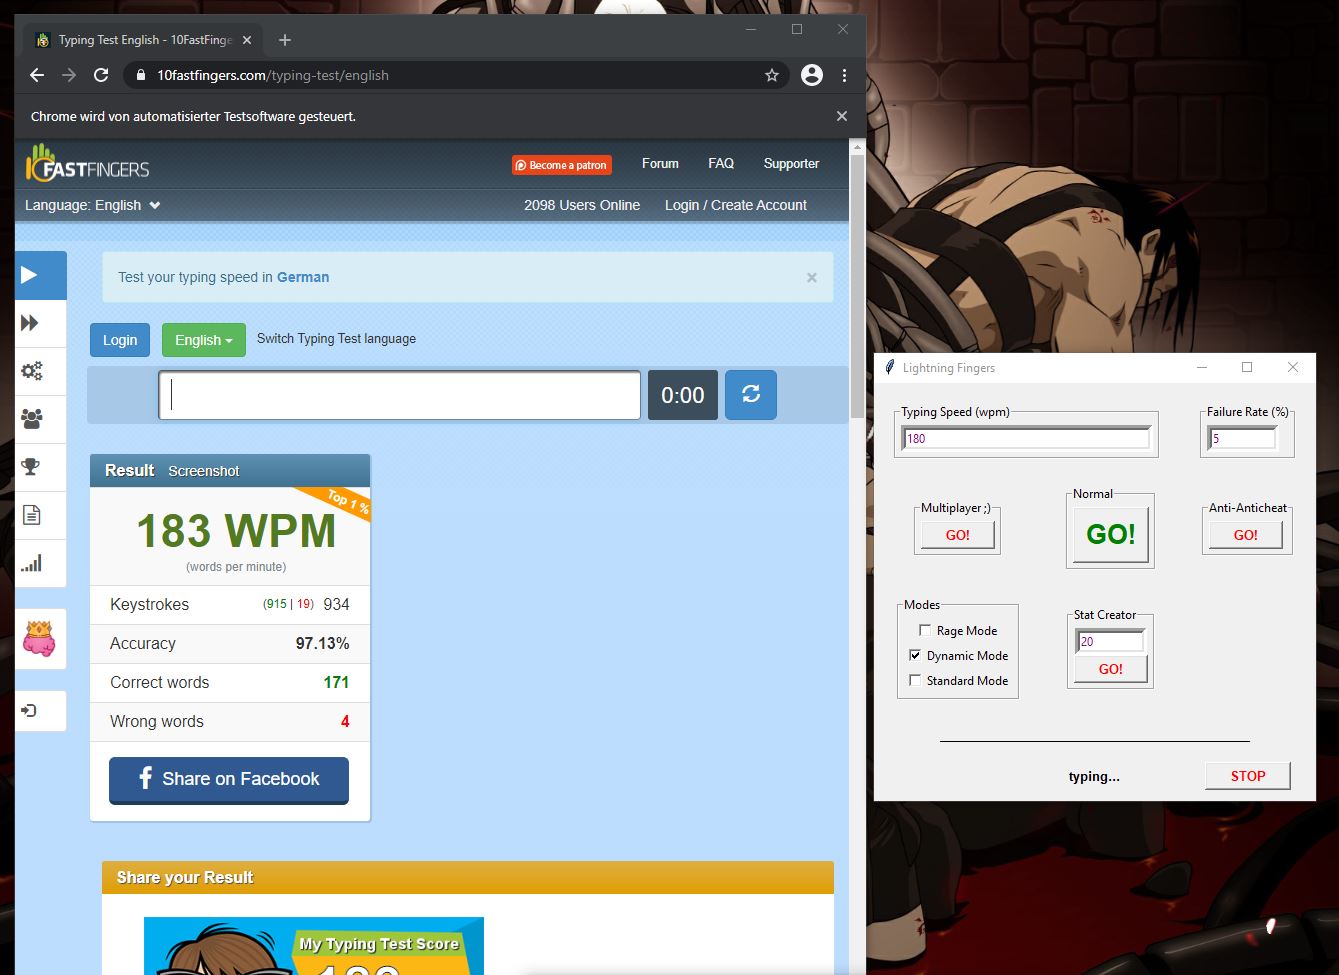 Typing Test English - 10FastFinge
10fastfingers.com/typing-test/english
Chrome wird von automatisierter Testsoftware gesteuert.
10FASTFINGERS
Become a patron
Forum
FAQ
Supporter
Language: English
2098 Users Online
Login / Create Account
Test your typing speed in German
×
Login
English
Switch Typing Test language
0:00
Result Screenshot
Top 1 %
183 WPM
(words per minute)
Keystrokes (915 | 19) 934
Accuracy 97.13%
Correct words 171
Wrong words 4
f Share on Facebook
Share your Result
My Typing Test Score
Lightning Fingers
Typing Speed (wpm)
180
Failure Rate (%)
5
Multiplayer ;)
GO!
Normal
GO!
Anti-Anticheat
GO!
Modes
Rage Mode
Dynamic Mode
Standard Mode
Stat Creator
20
GO!
typing...
STOP